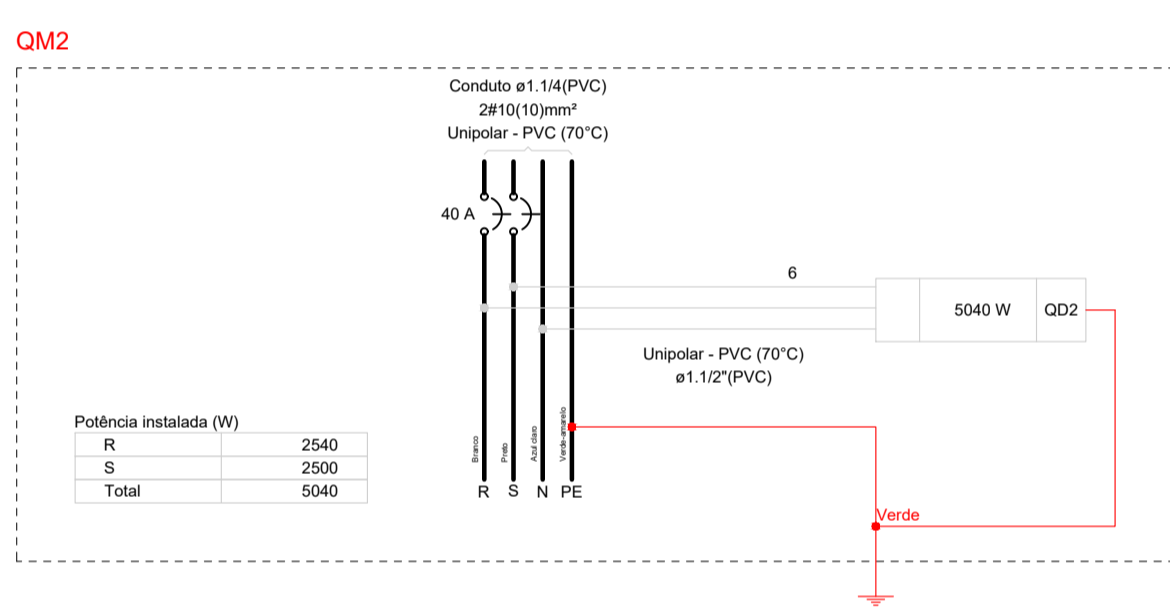 QM2
Conduto ø1.1/4(PVC)
2#10(10)mm²
Unipolar - PVC (70°C)
40 A
6
5040 W QD2
Unipolar - PVC (70°C)
ø1.1/2"(PVC)
Potência instalada (W)
R 2540
S 2500
Total 5040
Branco
Preto
Azul claro
Verde-amarelo
R S N PE
Verde